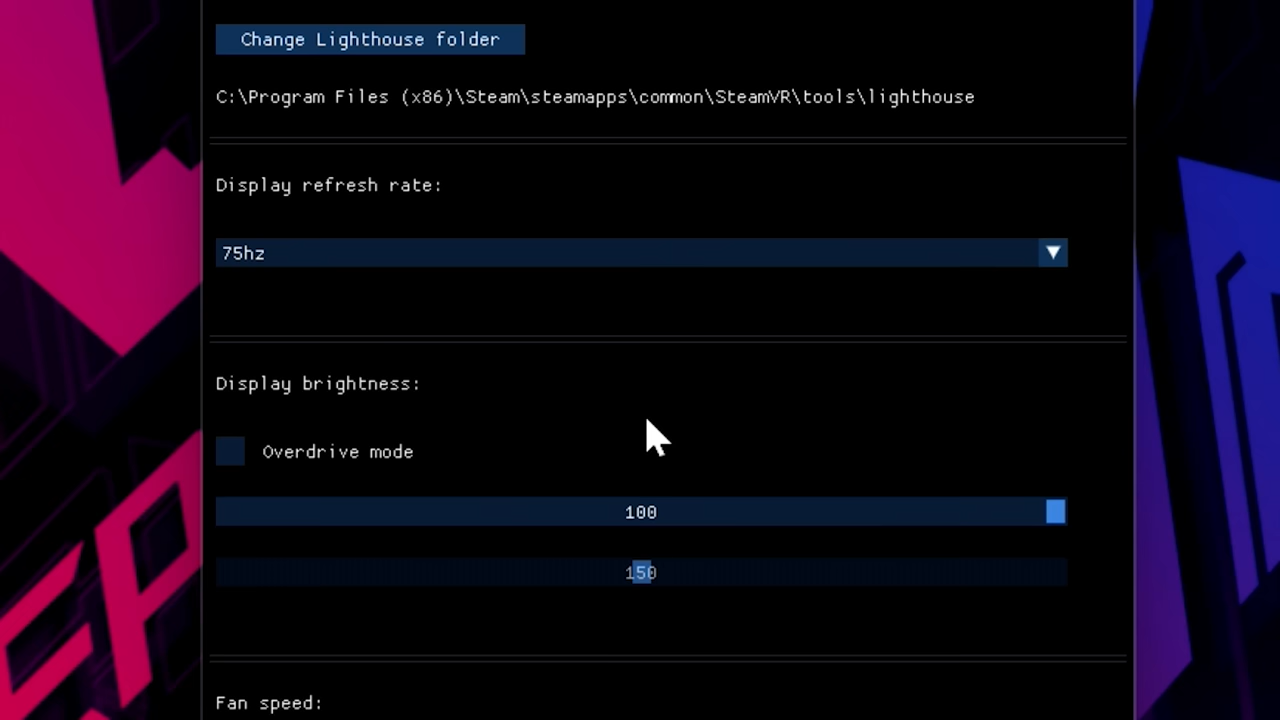 Change Lighthouse folder
C:\Program Files (x86)\Steam\steamapps\common\SteamVR\tools\lighthouse
Display refresh rate:
75hz
Display brightness:
Overdrive mode
100
150
Fan speed: